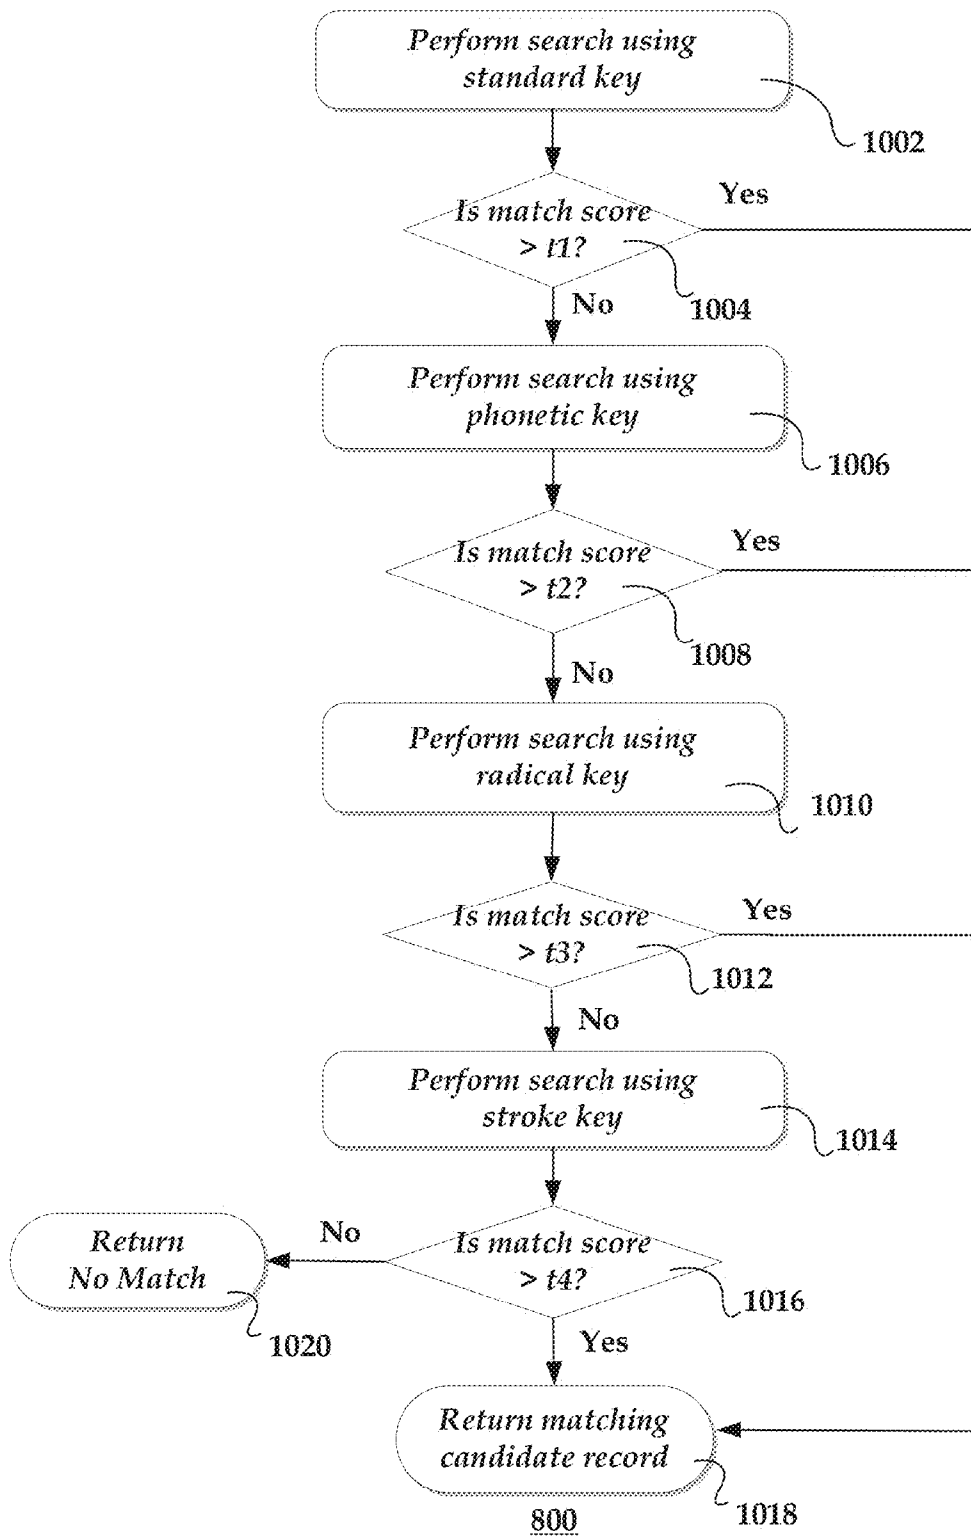 Perform search using
standard key
1002
Is match score
> t1?
Yes
1004
No
Perform search using
phonetic key
1006
Is match score
> t2?
Yes
1008
No
Perform search using
radical key
1010
Is match score
> t3?
Yes
1012
No
Perform search using
stroke key
1014
Is match score
> t4?
No
1016
Return
No Match
1020
Yes
Return matching
candidate record
1018
800